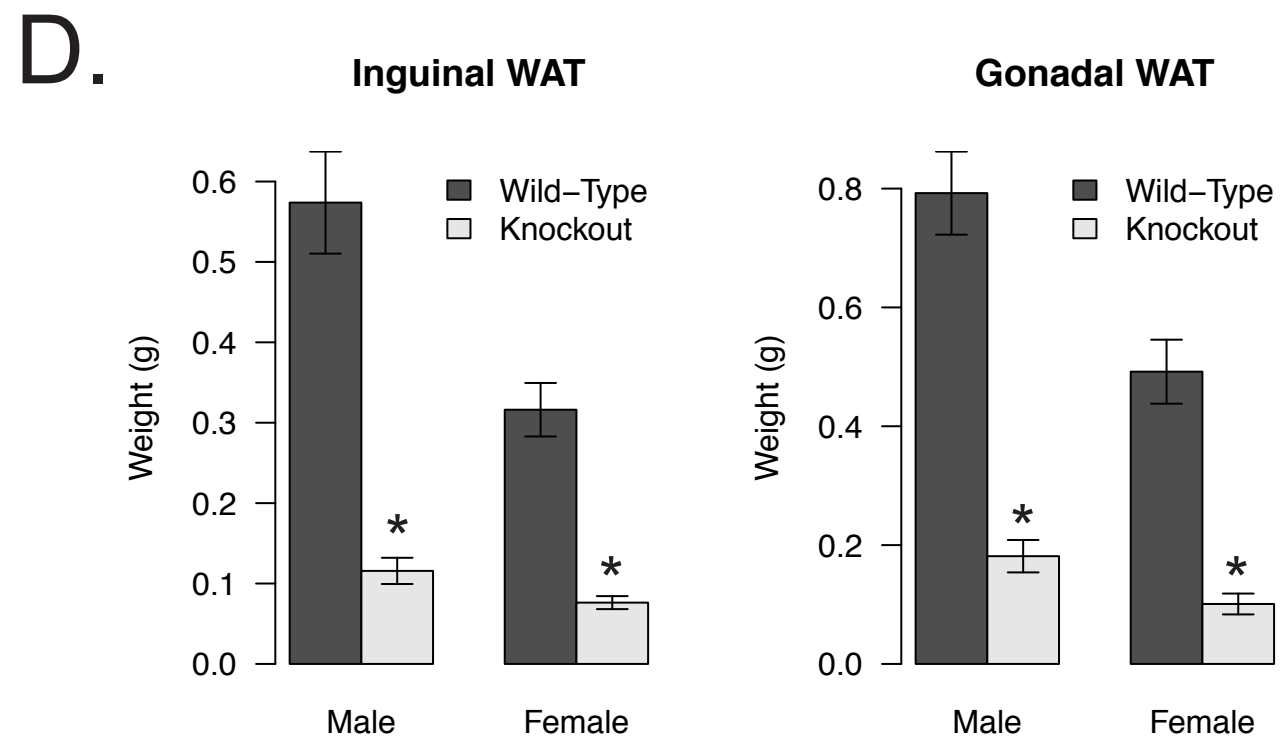 D.
Inguinal WAT
Weight (g)
0.6
0.5
0.4
0.3
0.2
0.1
0.0
Wild−Type
Knockout
*
*
Male
Female
Gonadal WAT
Weight (g)
0.8
0.6
0.4
0.2
0.0
Wild−Type
Knockout
*
*
Male
Female